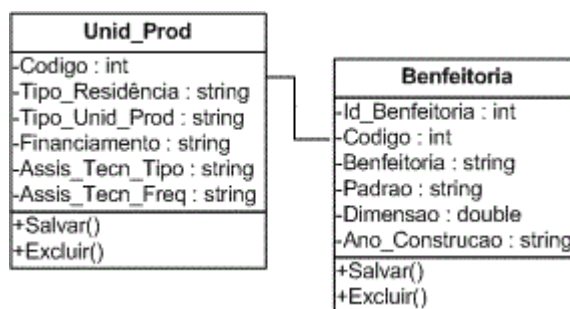 Unid_Prod
-Codigo : int
-Tipo_Residência : string
-Tipo_Unid_Prod : string
-Financiamento : string
-Assis_Tecn_Tipo : string
-Assis_Tecn_Freq : string
+Salvar()
+Excluir()
Benfeitoria
-Id_Benfeitoria : int
-Codigo : int
-Benfeitoria : string
-Padrao : string
-Dimensao : double
-Ano_Construcao : string
+Salvar()
+Excluir()